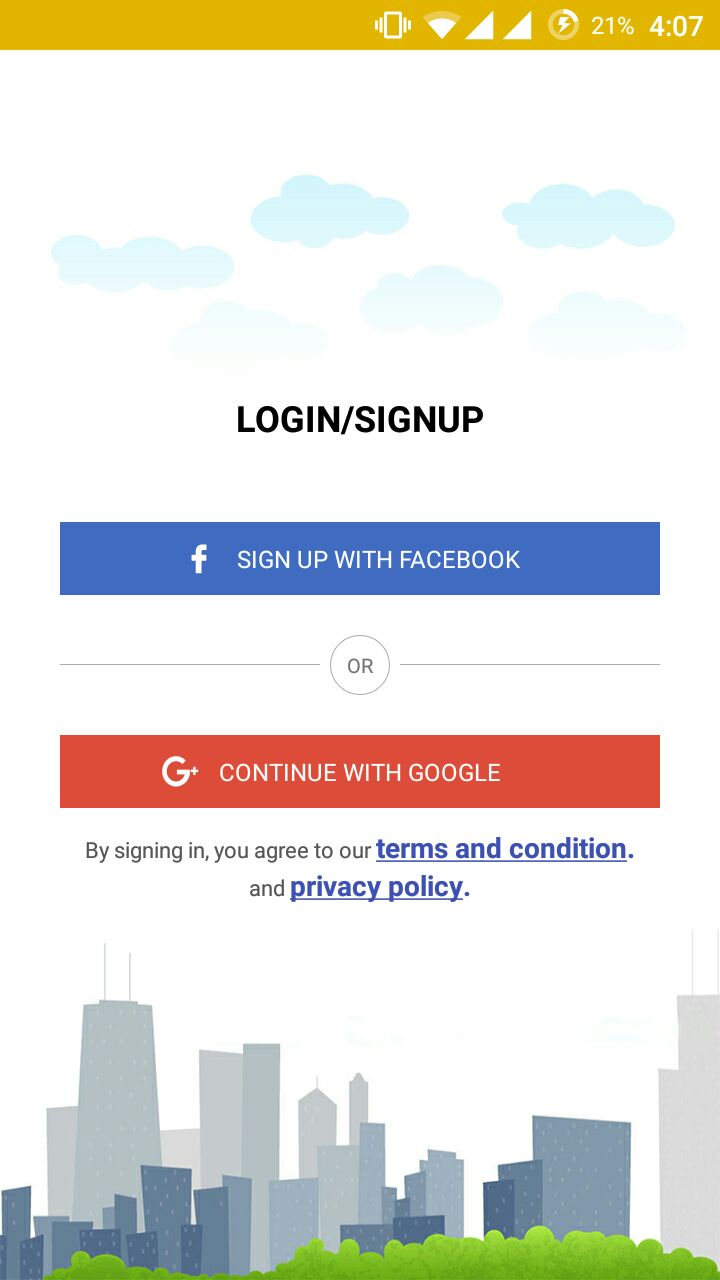 21% 4:07
LOGIN/SIGNUP
SIGN UP WITH FACEBOOK
OR
CONTINUE WITH GOOGLE
By signing in, you agree to our terms and condition.
and privacy policy.